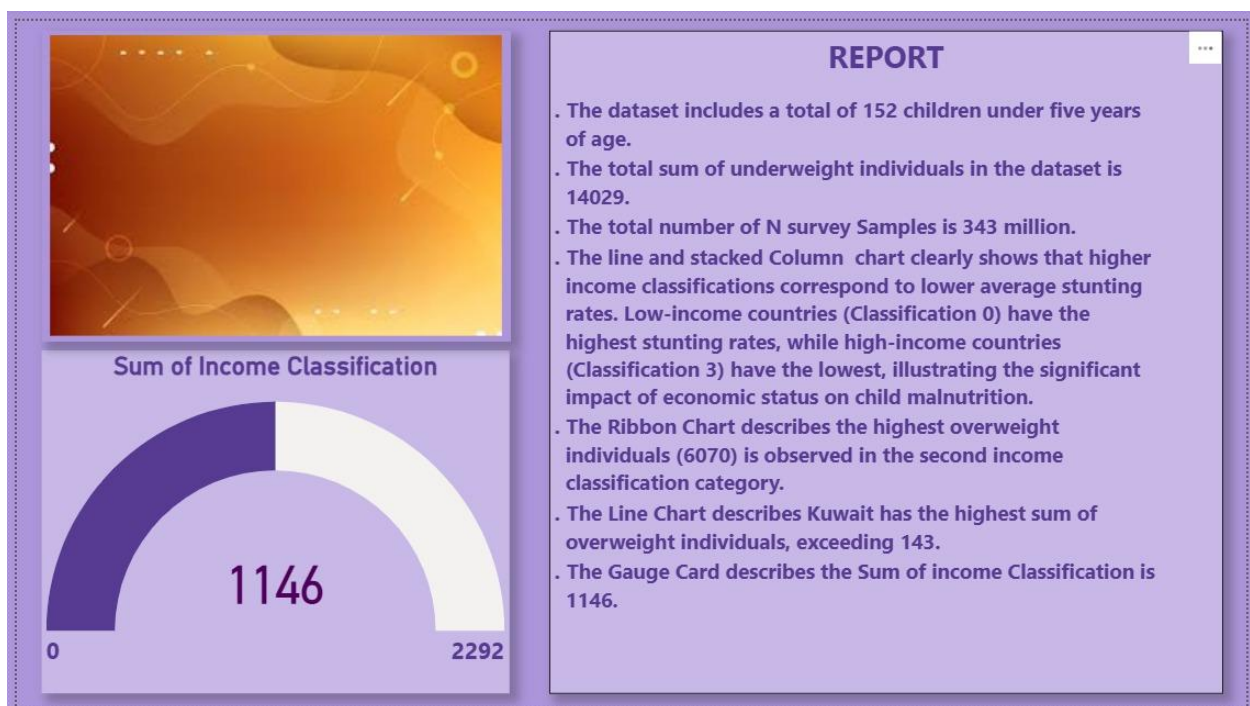 Sum of Income Classification
1146
0
2292
REPORT
. The dataset includes a total of 152 children under five years
of age.
. The total sum of underweight individuals in the dataset is
14029.
. The total number of N survey Samples is 343 million.
. The line and stacked Column  chart clearly shows that higher
income classifications correspond to lower average stunting
rates. Low-income countries (Classification 0) have the
highest stunting rates, while high-income countries
(Classification 3) have the lowest, illustrating the significant
impact of economic status on child malnutrition.
. The Ribbon Chart describes the highest overweight
individuals (6070) is observed in the second income
classification category.
. The Line Chart describes Kuwait has the highest sum of
overweight individuals, exceeding 143.
. The Gauge Card describes the Sum of income Classification is
1146.